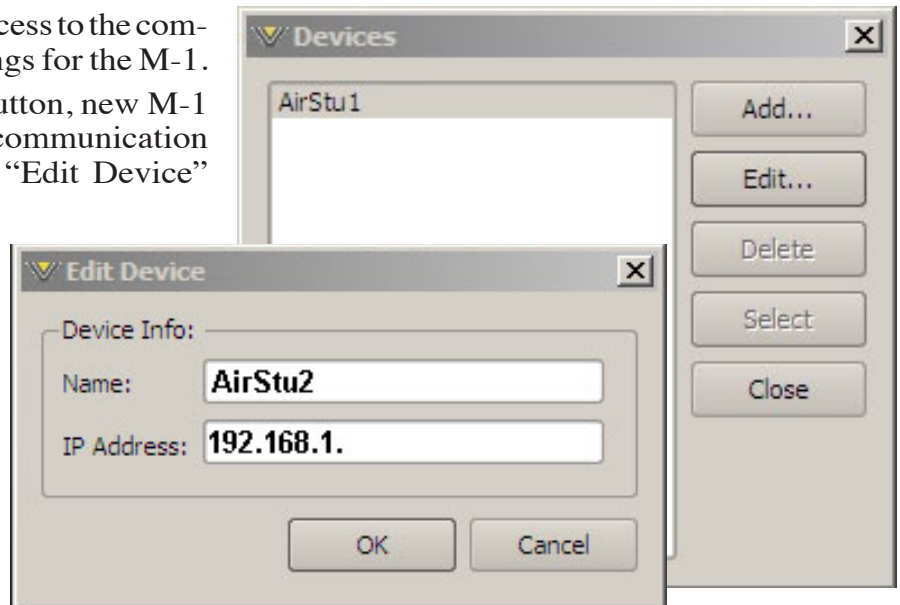 cess to the com-
ngs for the M-1.
utton, new M-1
communication
“Edit Device”
Devices
AirStu1
Add...
Edit...
Delete
Select
Close
Edit Device
Device Info:
Name: AirStu2
IP Address: 192.168.1.
OK Cancel